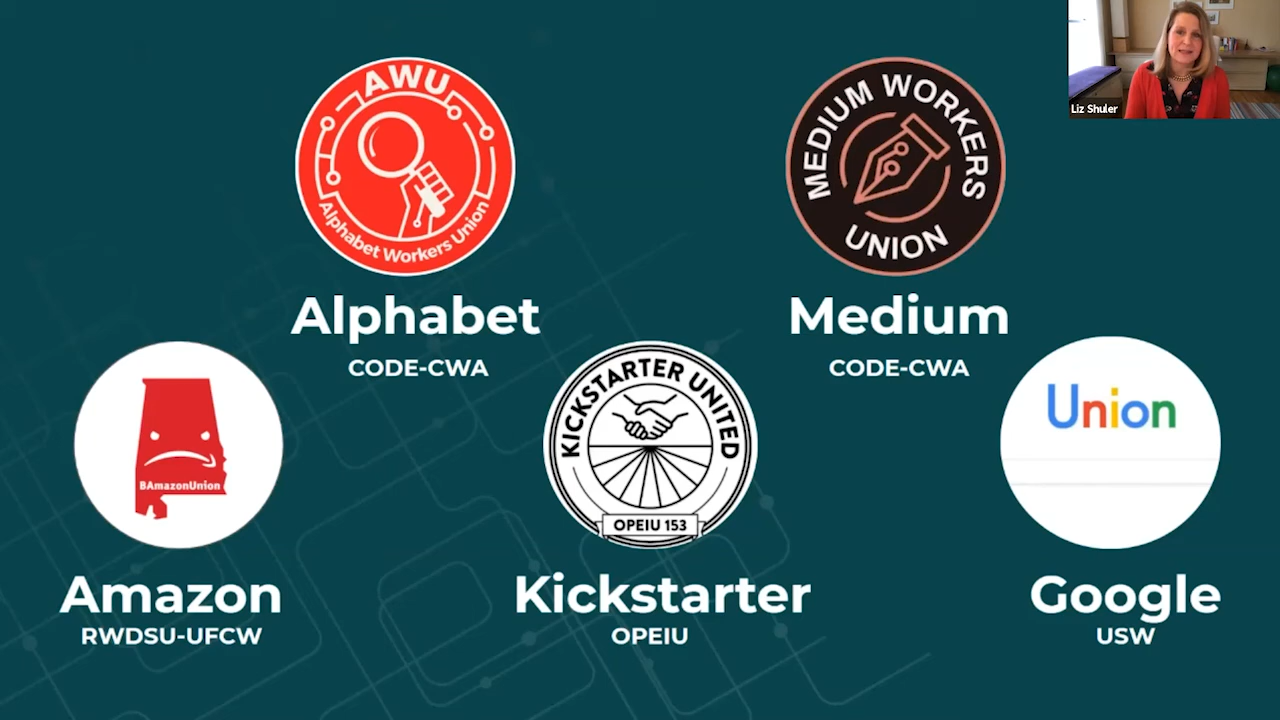 Liz Shuler
AWU
Alphabet Workers Union
Alphabet
CODE-CWA
MEDIUM WORKERS
UNION
Medium
CODE-CWA
BAmazonUnion
Amazon
RWDSU-UFCW
KICKSTARTER UNITED
OPEIU 153
Kickstarter
OPEIU
Union
Google
USW